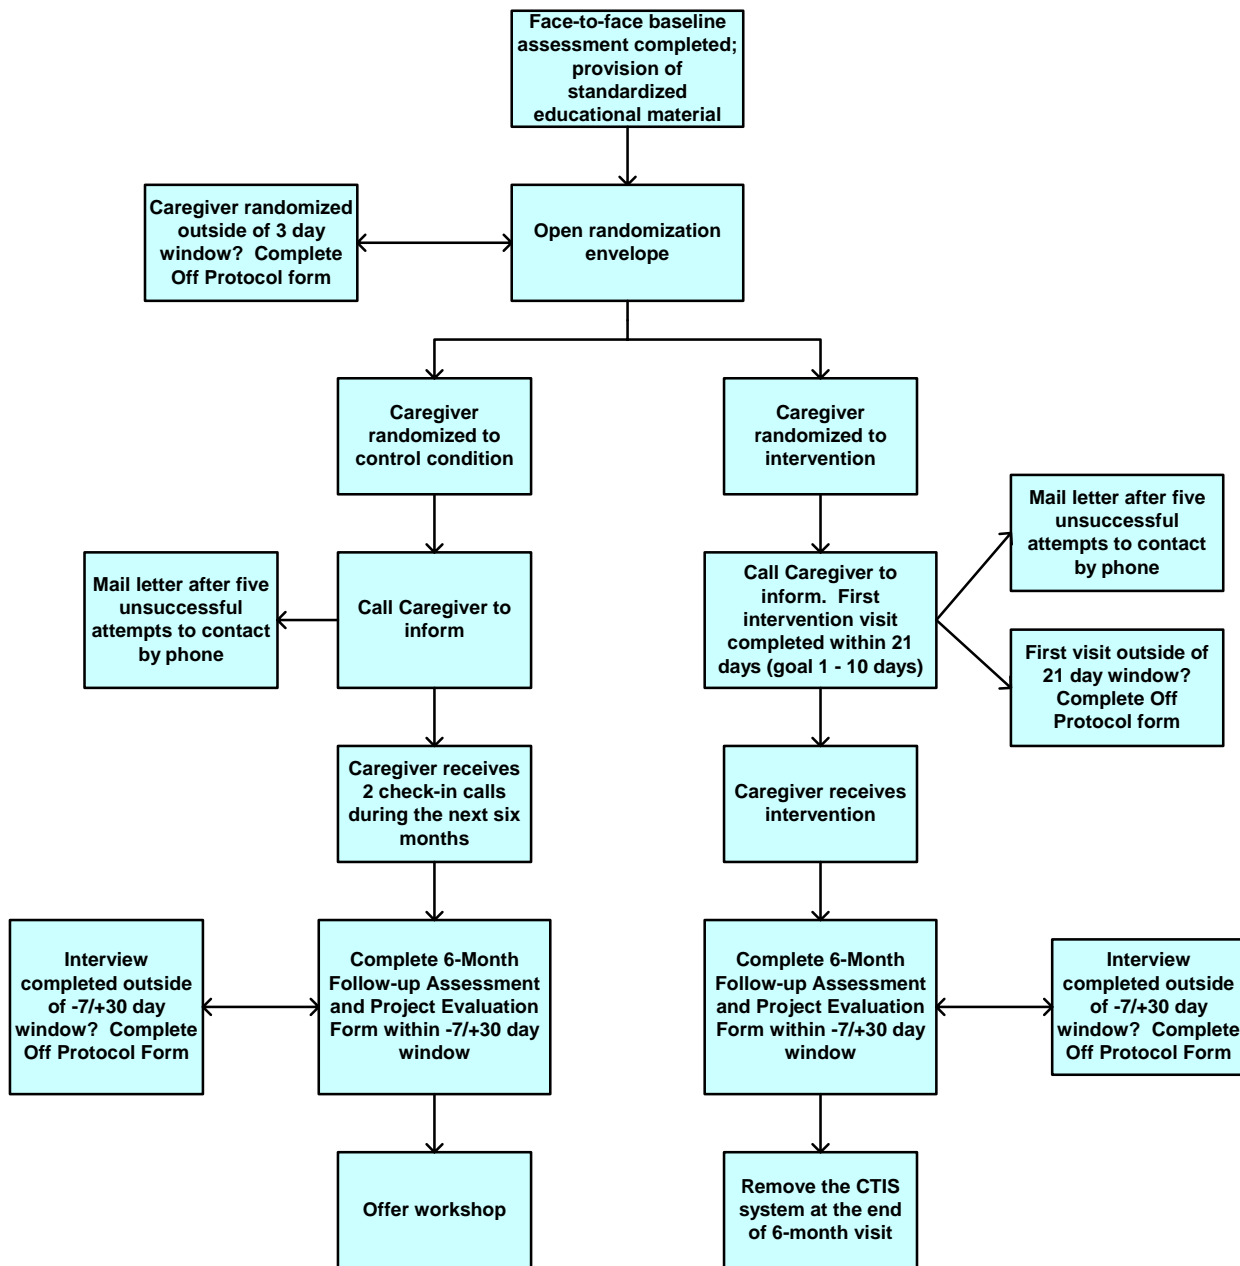 Face-to-face baseline
assessment completed;
provision of
standardized
educational material
Caregiver randomized
outside of 3 day
window? Complete
Off Protocol form
Open randomization
envelope
Caregiver
randomized to
control condition
Caregiver
randomized to
intervention
Mail letter after five
unsuccessful
attempts to contact
by phone
Call Caregiver to
inform
Call Caregiver to
inform. First
intervention visit
completed within 21
days (goal 1 - 10 days)
Mail letter after five
unsuccessful
attempts to contact
by phone
First visit outside of
21 day window?
Complete Off
Protocol form
Caregiver receives
2 check-in calls
during the next six
months
Caregiver receives
intervention
Interview
completed outside
of -7/+30 day
window? Complete
Off Protocol Form
Complete 6-Month
Follow-up Assessment
and Project Evaluation
Form within -7/+30 day
window
Complete 6-Month
Follow-up Assessment
and Project Evaluation
Form within -7/+30 day
window
Interview
completed outside
of -7/+30 day
window? Complete
Off Protocol Form
Offer workshop
Remove the CTIS
system at the end
of 6-month visit